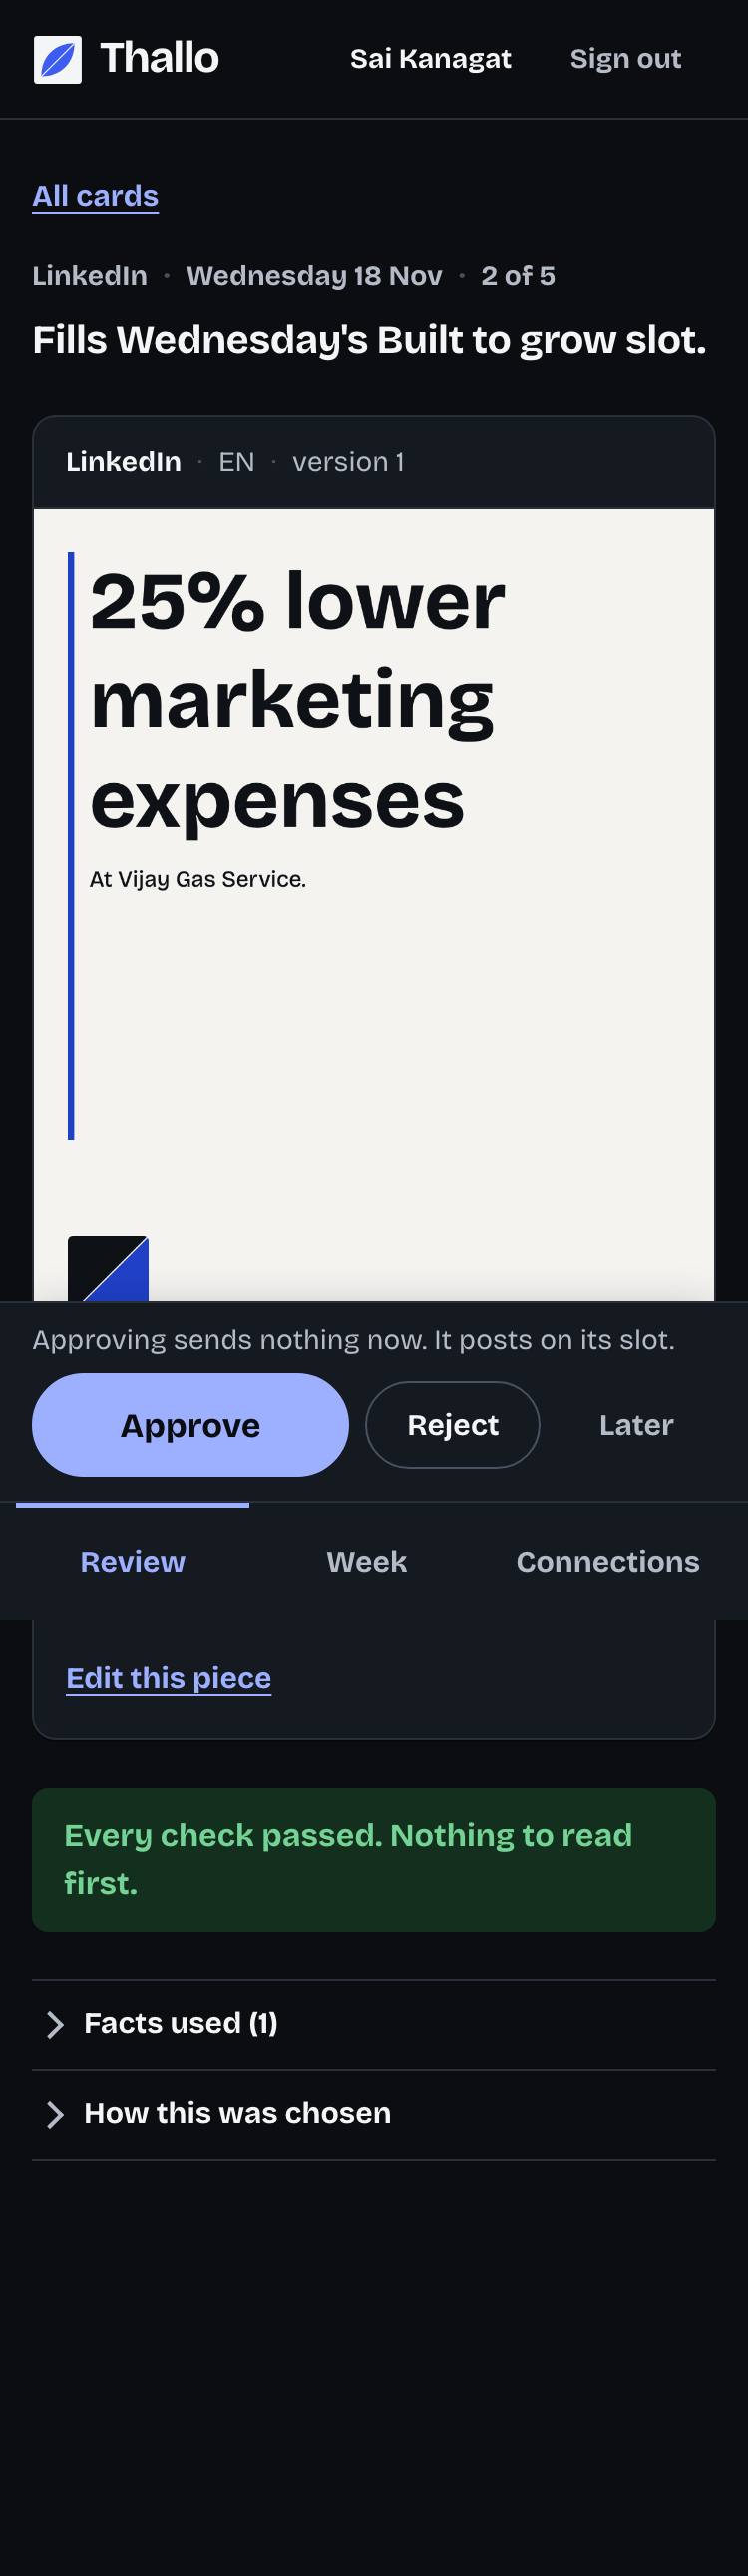 Thallo
Sai Kanagat
Sign out
All cards
LinkedIn · Wednesday 18 Nov · 2 of 5
Fills Wednesday's Built to grow slot.
LinkedIn · EN · version 1
25% lower
marketing
expenses
At Vijay Gas Service.
Approving sends nothing now. It posts on its slot.
Approve
Reject
Later
Review
Week
Connections
Edit this piece
Every check passed. Nothing to read
first.
Facts used (1)
How this was chosen